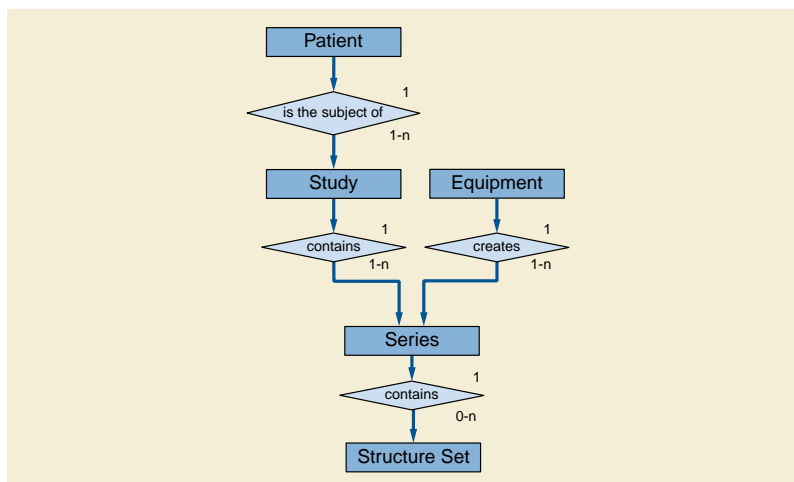 Patient
1
is the subject of
1-n
Study
Equipment
1
1
contains
creates
1-n
1-n
Series
1
contains
0-n
Structure Set